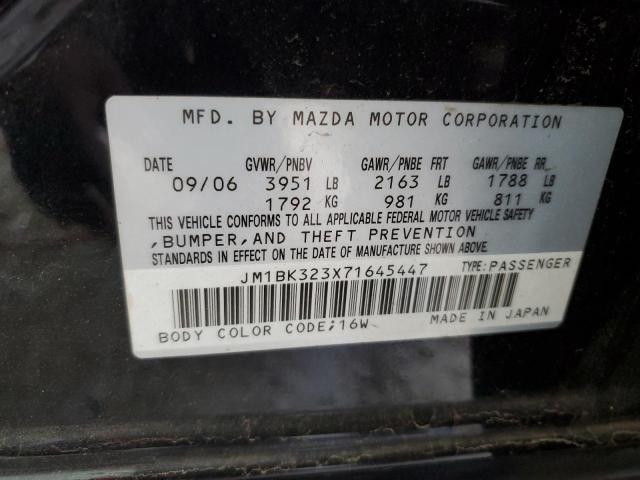 MFD. BY MAZDA MOTOR CORPORATION
DATE GVWR/PNBV GAWR/PNBE FRT GAWR/PNBE RR
09/06 3951 LB 2163 LB 1788 LB
1792 KG 981 KG 811 KG
THIS VEHICLE CONFORMS TO ALL APPLICABLE FEDERAL MOTOR VEHICLE SAFETY
,BUMPER,AND THEFT PREVENTION
STANDARDS IN EFFECT ON THE DATE OF MANUFACTURE SHOWN ABOVE.
JM1BK323X71645447 TYPE:PASSENGER
BODY COLOR CODE;16W MADE IN JAPAN